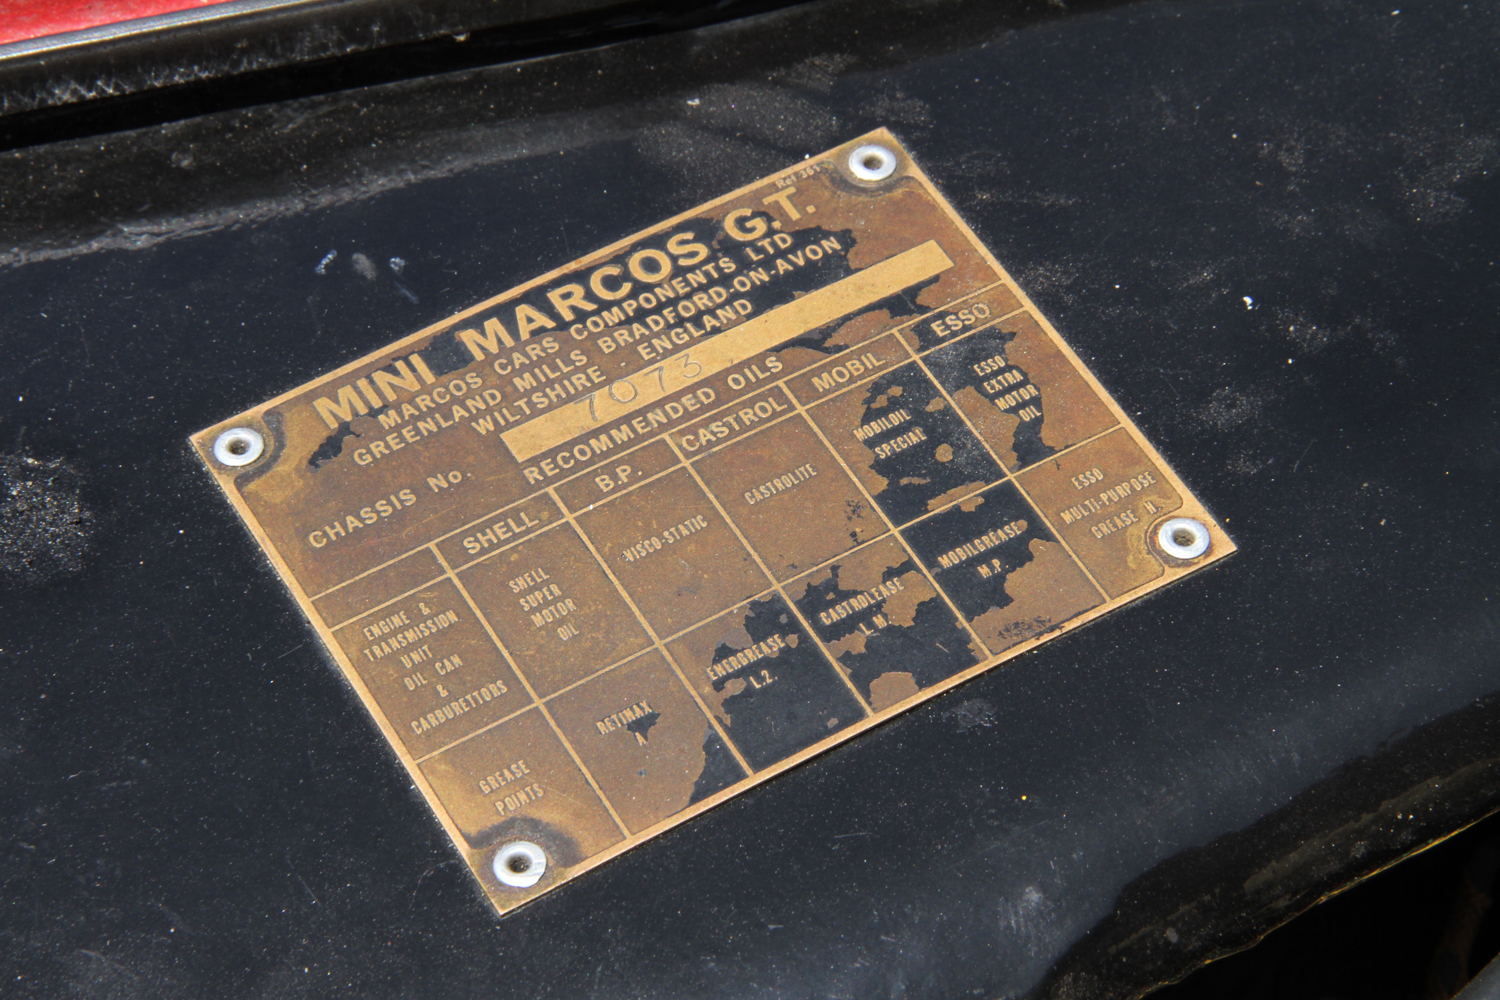 Ref 361
MINI MARCOS G.T.
MARCOS CARS COMPONENTS LTD
GREENLAND MILLS BRADFORD-ON-AVON
WILTSHIRE · ENGLAND
CHASSIS No. 7073
RECOMMENDED OILS
SHELL B.P. CASTROL MOBIL ESSO
ENGINE &
TRANSMISSION
UNIT
OIL CAN
&
CARBURETTORS
SHELL
SUPER
MOTOR
OIL
VISCO-STATIC
CASTROLITE
MOBILOIL
SPECIAL
ESSO
EXTRA
MOTOR
OIL
GREASE
POINTS
RETINAX
A
ENERGREASE
L.2.
CASTROLEASE
L.M.
MOBILGREASE
M.P.
ESSO
MULTI-PURPOSE
GREASE H.